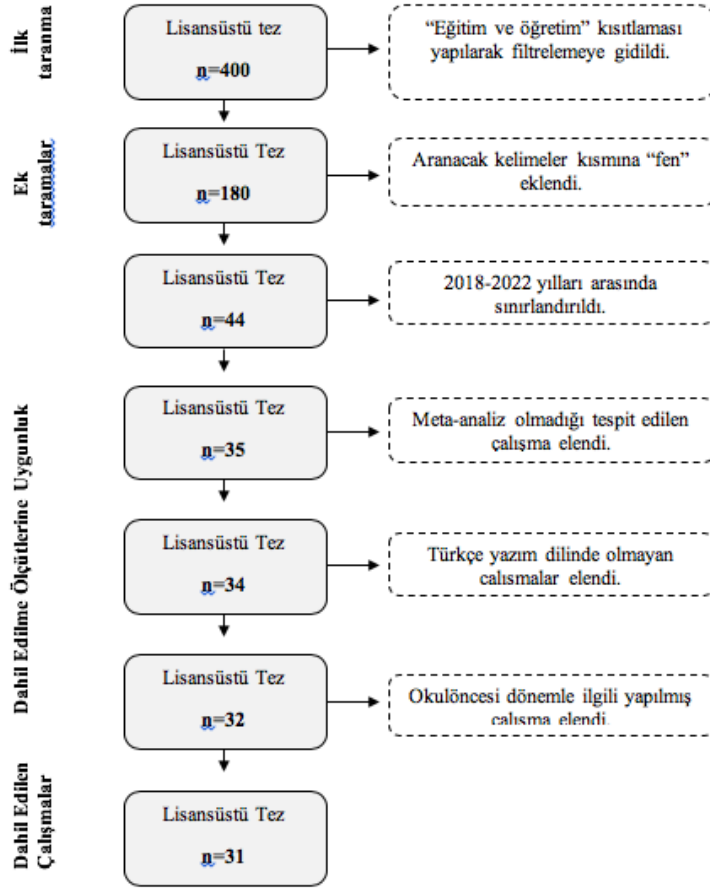 İlk
taranma
Lisansüstü tez
n=400
“Eğitim ve öğretim” kısıtlaması
yapılarak filtrelemeye gidildi.
Ek
taramalar
Lisansüstü Tez
n=180
Aranacak kelimeler kısmına “fen”
eklendi.
Lisansüstü Tez
n=44
2018-2022 yılları arasında
sınırlandırıldı.
Dahil Edilme Ölçütlerine Uygunluk
Lisansüstü Tez
n=35
Meta-analiz olmadığı tespit edilen
çalışma elendi.
Lisansüstü Tez
n=34
Türkçe yazım dilinde olmayan
calısmalar elendi.
Lisansüstü Tez
n=32
Okulöncesi dönemle ilgili yapılmış
calısma elendi.
Dahil Edilen
Çalışmalar
Lisansüstü Tez
n=31